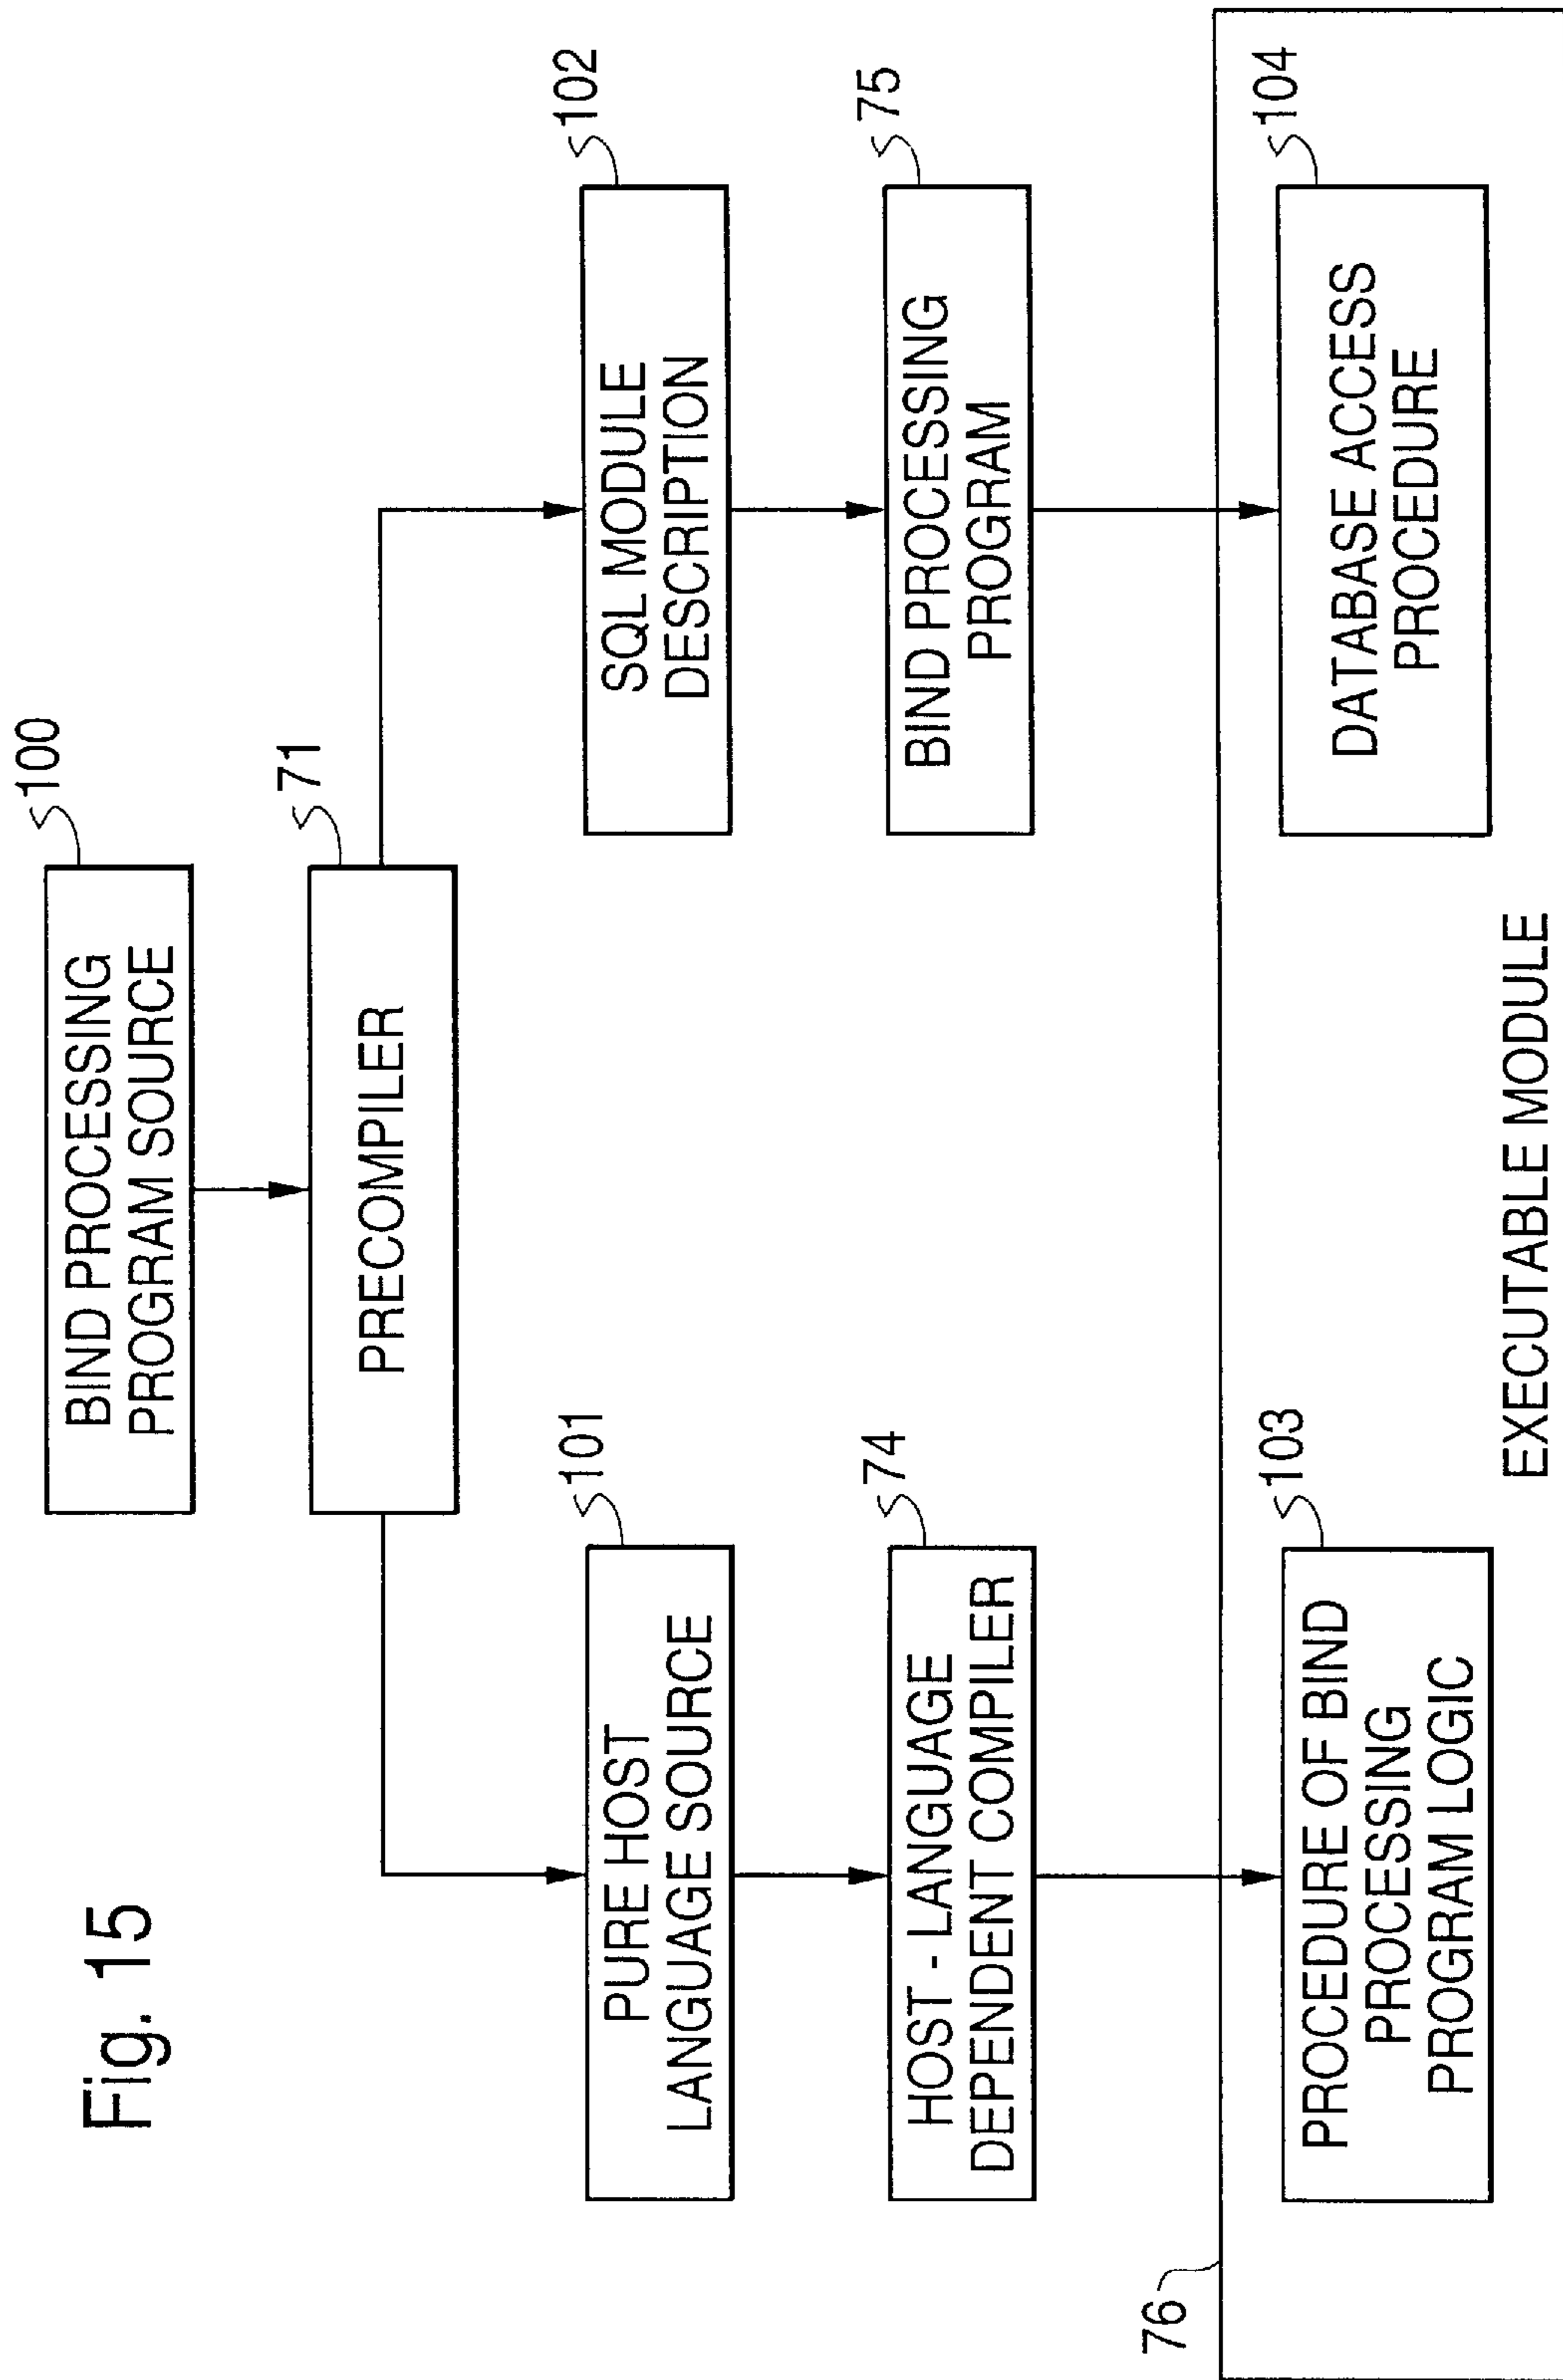 Fig. 15
100
BIND PROCESSING
PROGRAM SOURCE
71
PRECOMPILER
101
PURE HOST
LANGUAGE SOURCE
102
SQL MODULE
DESCRIPTION
74
HOST - LANGUAGE
DEPENDENT COMPILER
75
BIND PROCESSING
PROGRAM
76
103
PROCEDURE OF BIND
PROCESSING
PROGRAM LOGIC
104
DATABASE ACCESS
PROCEDURE
EXECUTABLE MODULE